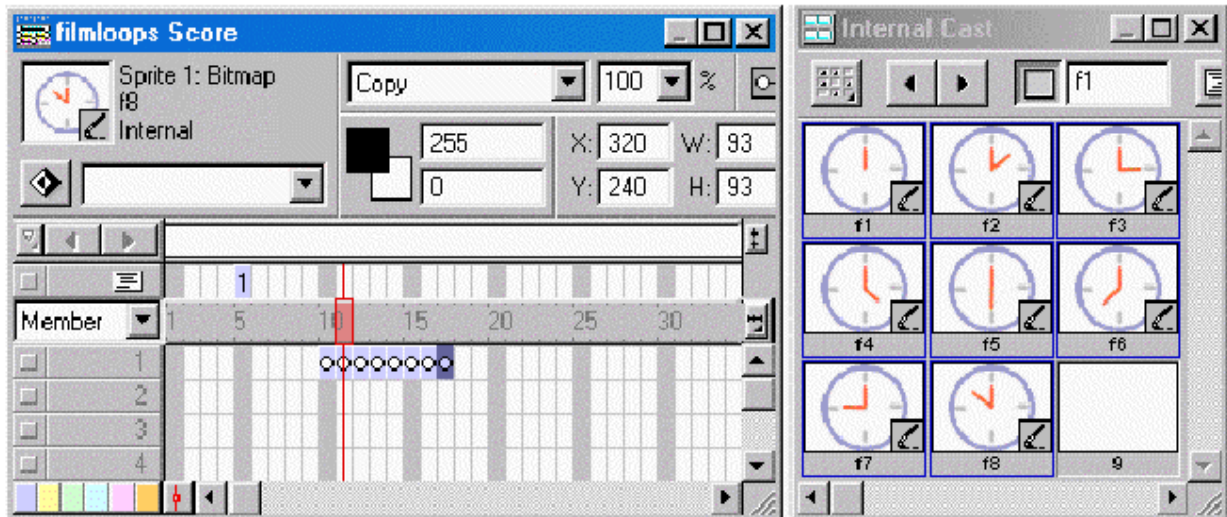 filmloops Score
Sprite 1: Bitmap
f8
Internal
Copy
100 %
255
0
X: 320 W: 93
Y: 240 H: 93
1
Member
1 5 10 15 20 25 30
1
2
3
4
Internal Cast
f1
f1 f2 f3
f4 f5 f6
f7 f8 9